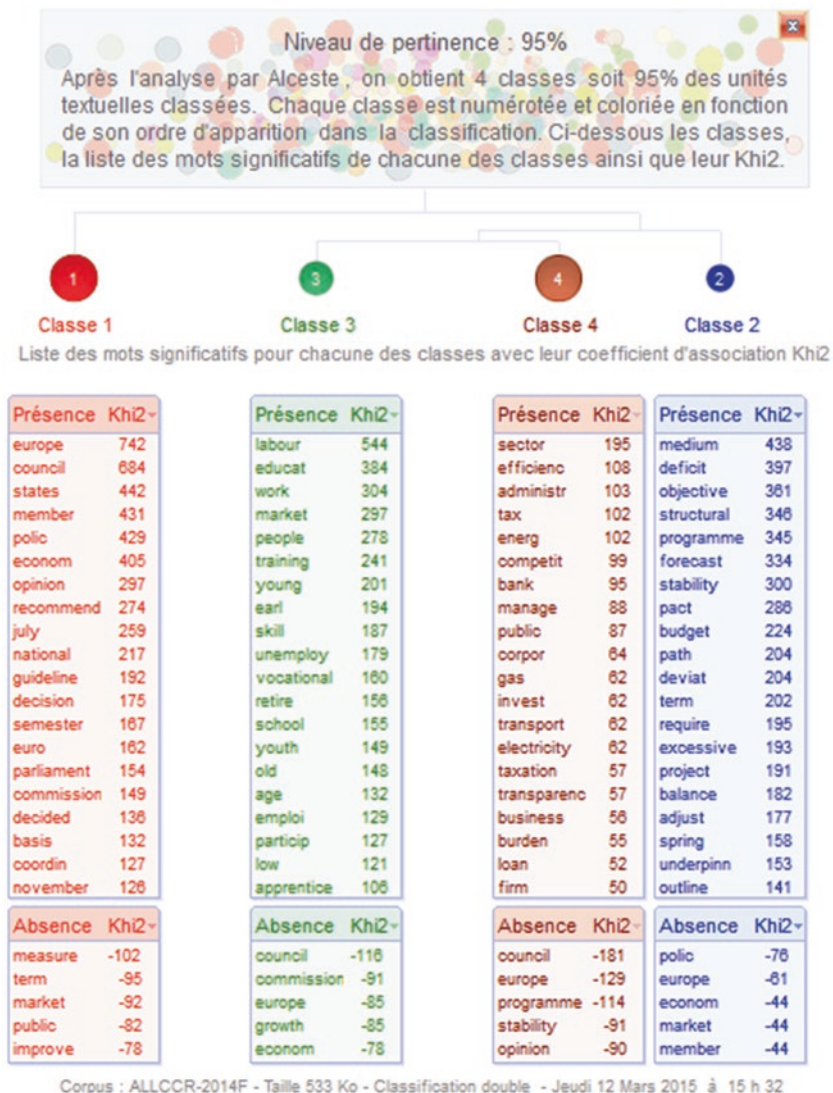 Niveau de pertinence : 95%
x
Après l'analyse par Alceste, on obtient 4 classes soit 95% des unités
textuelles classées. Chaque classe est numérotée et coloriée en fonction
de son ordre d'apparition dans la classification. Ci-dessous les classes,
la liste des mots significatifs de chacune des classes ainsi que leur Khi2.
1 3 4 2
Classe 1 Classe 3 Classe 4 Classe 2
Liste des mots significatifs pour chacune des classes avec leur coefficient d'association Khi2
Présence Khi2 Présence Khi2 Présence Khi2 Présence Khi2
europe 742 labour 544 sector 195 medium 438
council 684 educat 384 efficienc 108 deficit 397
states 442 work 304 administr 103 objective 361
member 431 market 297 tax 102 structural 346
polic 429 people 278 energ 102 programme 345
econom 405 training 241 competit 99 forecast 334
opinion 297 young 201 bank 95 stability 300
recommend 274 earl 194 manage 88 pact 286
july 259 skill 187 public 87 budget 224
national 217 unemploy 179 corpor 64 path 204
guideline 192 vocational 160 gas 62 deviat 204
decision 175 retire 156 invest 62 term 202
semester 167 school 155 transport 62 require 195
euro 162 youth 149 electricity 62 excessive 193
parliament 154 old 148 taxation 57 project 191
commission 149 age 132 transparenc 57 balance 182
decided 136 emploi 129 business 56 adjust 177
basis 132 particip 127 burden 55 spring 158
coordin 127 low 121 loan 52 underpinn 153
november 126 apprentice 106 firm 50 outline 141
Absence Khi2 Absence Khi2 Absence Khi2 Absence Khi2
measure -102 council -116 council -181 polic -76
term -95 commission -91 europe -129 europe -61
market -92 europe -85 programme -114 econom -44
public -82 growth -85 stability -91 market -44
improve -78 econom -78 opinion -90 member -44
Corpus : ALLCCR-2014F - Taille 533 Ko - Classification double - Jeudi 12 Mars 2015 à 15 h 32